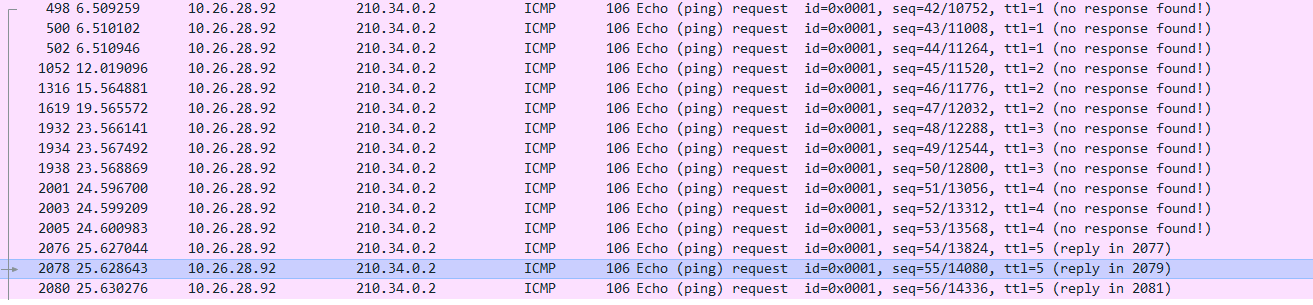 498 6.509259 10.26.28.92 210.34.0.2 ICMP 106 Echo (ping) request id=0x0001, seq=42/10752, ttl=1 (no response found!)
500 6.510102 10.26.28.92 210.34.0.2 ICMP 106 Echo (ping) request id=0x0001, seq=43/11008, ttl=1 (no response found!)
502 6.510946 10.26.28.92 210.34.0.2 ICMP 106 Echo (ping) request id=0x0001, seq=44/11264, ttl=1 (no response found!)
1052 12.019096 10.26.28.92 210.34.0.2 ICMP 106 Echo (ping) request id=0x0001, seq=45/11520, ttl=2 (no response found!)
1316 15.564881 10.26.28.92 210.34.0.2 ICMP 106 Echo (ping) request id=0x0001, seq=46/11776, ttl=2 (no response found!)
1619 19.565572 10.26.28.92 210.34.0.2 ICMP 106 Echo (ping) request id=0x0001, seq=47/12032, ttl=2 (no response found!)
1932 23.566141 10.26.28.92 210.34.0.2 ICMP 106 Echo (ping) request id=0x0001, seq=48/12288, ttl=3 (no response found!)
1934 23.567492 10.26.28.92 210.34.0.2 ICMP 106 Echo (ping) request id=0x0001, seq=49/12544, ttl=3 (no response found!)
1938 23.568869 10.26.28.92 210.34.0.2 ICMP 106 Echo (ping) request id=0x0001, seq=50/12800, ttl=3 (no response found!)
2001 24.596700 10.26.28.92 210.34.0.2 ICMP 106 Echo (ping) request id=0x0001, seq=51/13056, ttl=4 (no response found!)
2003 24.599209 10.26.28.92 210.34.0.2 ICMP 106 Echo (ping) request id=0x0001, seq=52/13312, ttl=4 (no response found!)
2005 24.600983 10.26.28.92 210.34.0.2 ICMP 106 Echo (ping) request id=0x0001, seq=53/13568, ttl=4 (no response found!)
2076 25.627044 10.26.28.92 210.34.0.2 ICMP 106 Echo (ping) request id=0x0001, seq=54/13824, ttl=5 (reply in 2077)
2078 25.628643 10.26.28.92 210.34.0.2 ICMP 106 Echo (ping) request id=0x0001, seq=55/14080, ttl=5 (reply in 2079)
2080 25.630276 10.26.28.92 210.34.0.2 ICMP 106 Echo (ping) request id=0x0001, seq=56/14336, ttl=5 (reply in 2081)